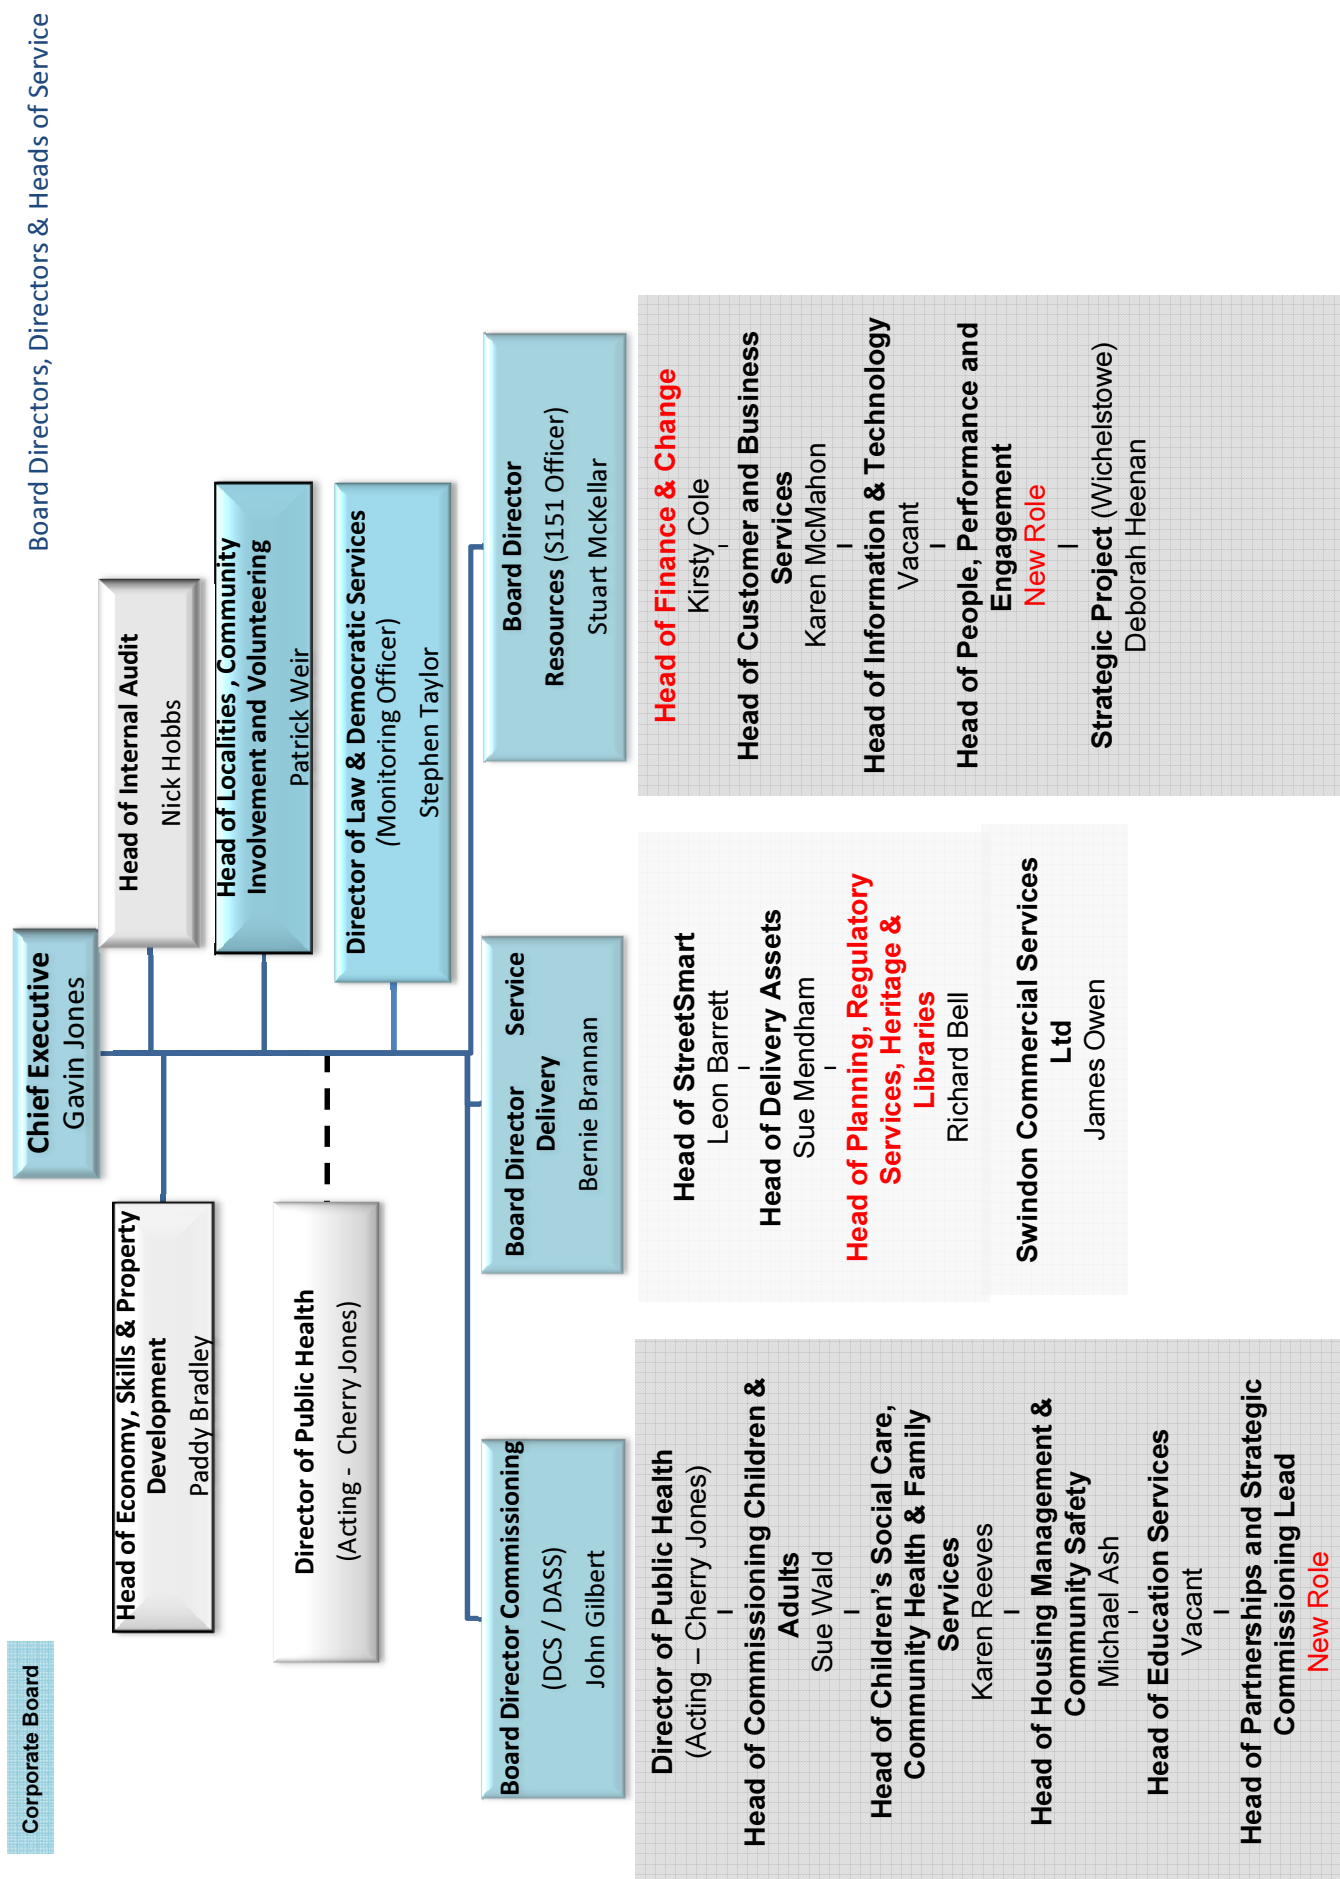 Board Directors, Directors & Heads of Service
Corporate Board
Chief Executive
Gavin Jones
Head of Economy, Skills & Property
Development
Paddy Bradley
Head of Internal Audit
Nick Hobbs
Head of Localities , Community
Involvement and Volunteering
Patrick Weir
Director of Public Health
(Acting - Cherry Jones)
Director of Law & Democratic Services
(Monitoring Officer)
Stephen Taylor
Board Director Commissioning
(DCS / DASS)
John Gilbert
Board Director Service
Delivery
Bernie Brannan
Board Director
Resources (S151 Officer)
Stuart McKellar
Director of Public Health
(Acting – Cherry Jones)
Head of Commissioning Children &
Adults
Sue Wald
Head of Children's Social Care,
Community Health & Family
Services
Karen Reeves
Head of Housing Management &
Community Safety
Michael Ash
Head of Education Services
Vacant
Head of Partnerships and Strategic
Commissioning Lead
New Role
Head of StreetSmart
Leon Barrett
Head of Delivery Assets
Sue Mendham
Head of Planning, Regulatory
Services, Heritage &
Libraries
Richard Bell
Swindon Commercial Services
Ltd
James Owen
Head of Finance & Change
Kirsty Cole
Head of Customer and Business
Services
Karen McMahon
Head of Information & Technology
Vacant
Head of People, Performance and
Engagement
New Role
Strategic Project (Wichelstowe)
Deborah Heenan